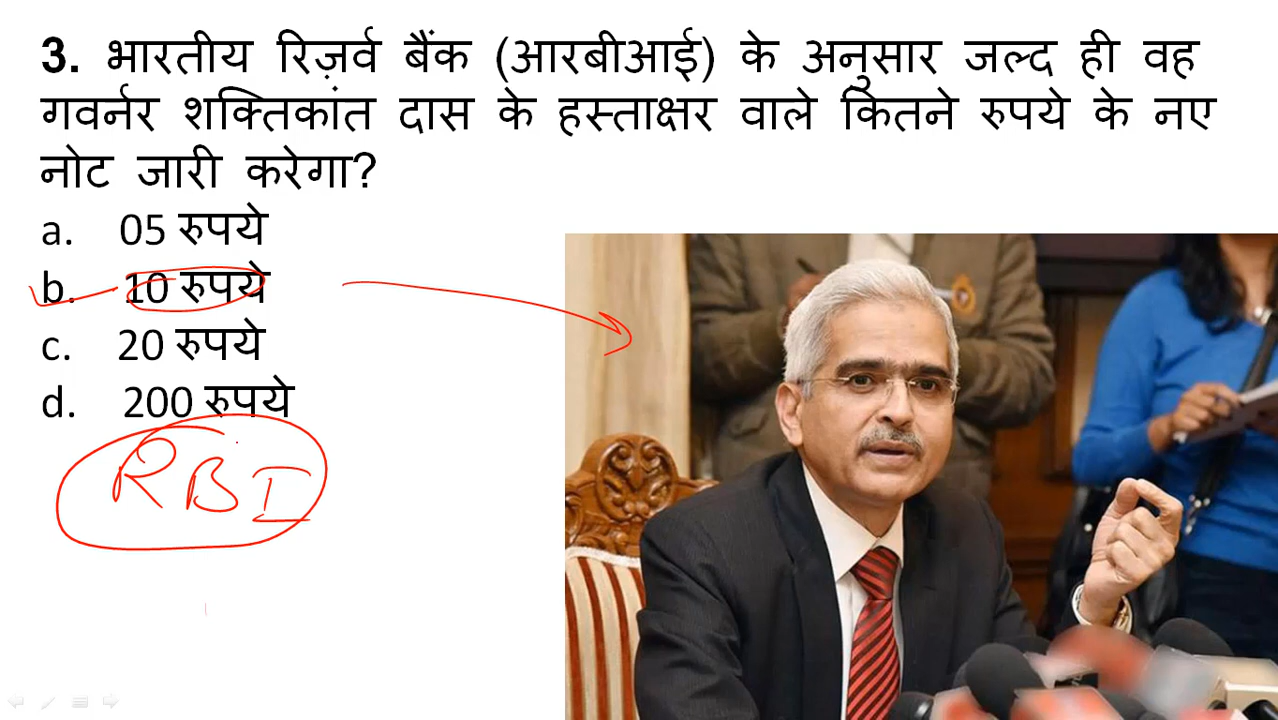 3. भारतीय रिज़र्व बैंक (आरबीआई) के अनुसार जल्द ही वह
गवर्नर शक्तिकांत दास के हस्ताक्षर वाले कितने रुपये के नए
नोट जारी करेगा?
a. 05 रुपये
b. 10 रुपये
c. 20 रुपये
d. 200 रुपये
RBI